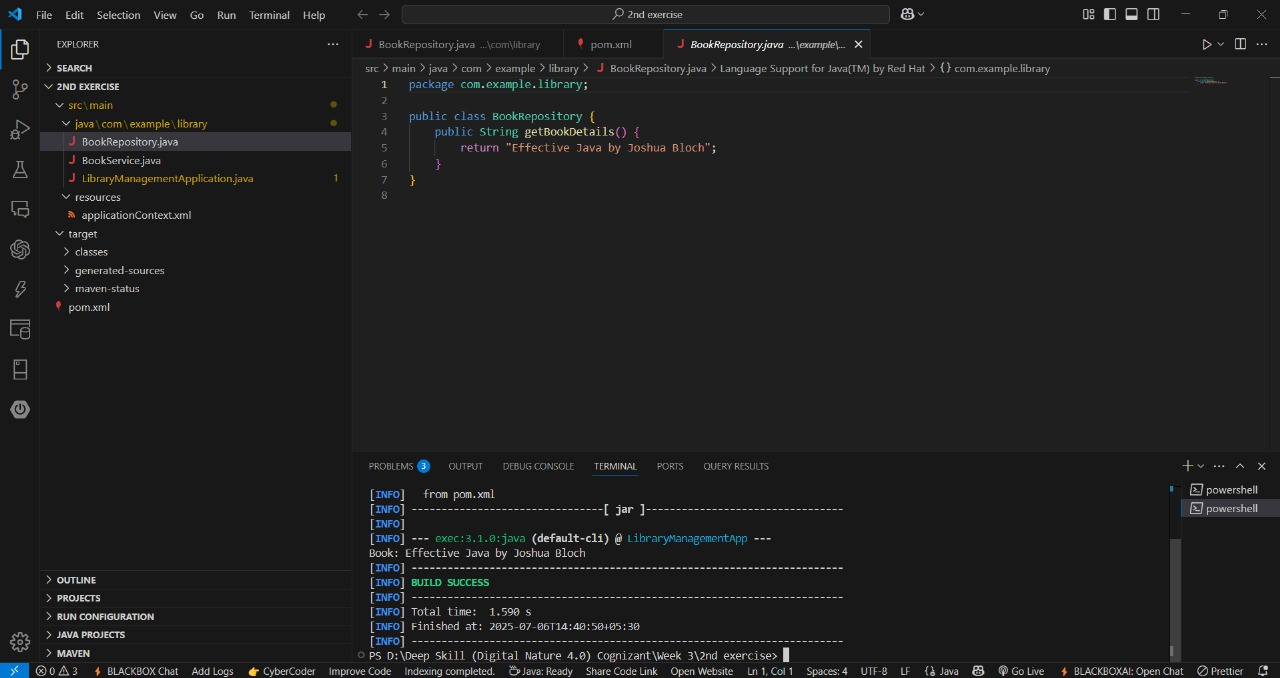 File Edit Selection View Go Run Terminal Help
2nd exercise
EXPLORER
SEARCH
2ND EXERCISE
src\main
java\com\example\library
BookRepository.java
BookService.java
LibraryManagementApplication.java 1
resources
applicationContext.xml
target
classes
generated-sources
maven-status
pom.xml
OUTLINE
PROJECTS
RUN CONFIGURATION
JAVA PROJECTS
MAVEN
BookRepository.java ...\com\library
pom.xml
BookRepository.java ...\example\...
src > main > java > com > example > library > BookRepository.java > Language Support for Java(TM) by Red Hat > {} com.example.library
1 package com.example.library;
2
3 public class BookRepository {
4 public String getBookDetails() {
5 return "Effective Java by Joshua Bloch";
6 }
7 }
8
PROBLEMS 3 OUTPUT DEBUG CONSOLE TERMINAL PORTS QUERY RESULTS
powershell
powershell
[INFO] from pom.xml
[INFO] --------------------------------[ jar ]---------------------------------
[INFO]
[INFO] --- exec:3.1.0:java (default-cli) @ LibraryManagementApp ---
Book: Effective Java by Joshua Bloch
[INFO] ------------------------------------------------------------------------
[INFO] BUILD SUCCESS
[INFO] ------------------------------------------------------------------------
[INFO] Total time:  1.590 s
[INFO] Finished at: 2025-07-06T14:40:50+05:30
[INFO] ------------------------------------------------------------------------
PS D:\Deep Skill (Digital Nature 4.0) Cognizant\Week 3\2nd exercise>
0 3 BLACKBOX Chat Add Logs CyberCoder Improve Code Indexing completed. Java: Ready Share Code Link Open Website Ln 1, Col 1 Spaces: 4 UTF-8 LF {} Java Go Live BLACKBOXAI: Open Chat Prettier